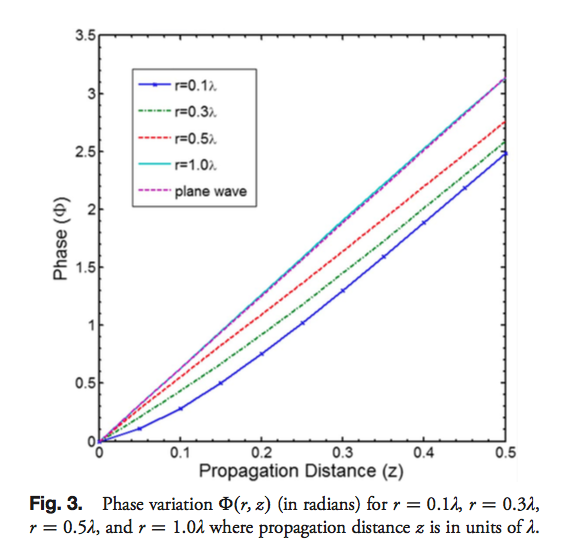 3.5
3
2.5
2
1.5
1
0.5
0
Phase (Φ)
r=0.1λ
r=0.3λ
r=0.5λ
r=1.0λ
plane wave
0 0.1 0.2 0.3 0.4 0.5
Propagation Distance (z)
Fig. 3. Phase variation Φ(r, z) (in radians) for r = 0.1λ, r = 0.3λ,
r = 0.5λ, and r = 1.0λ where propagation distance z is in units of λ.